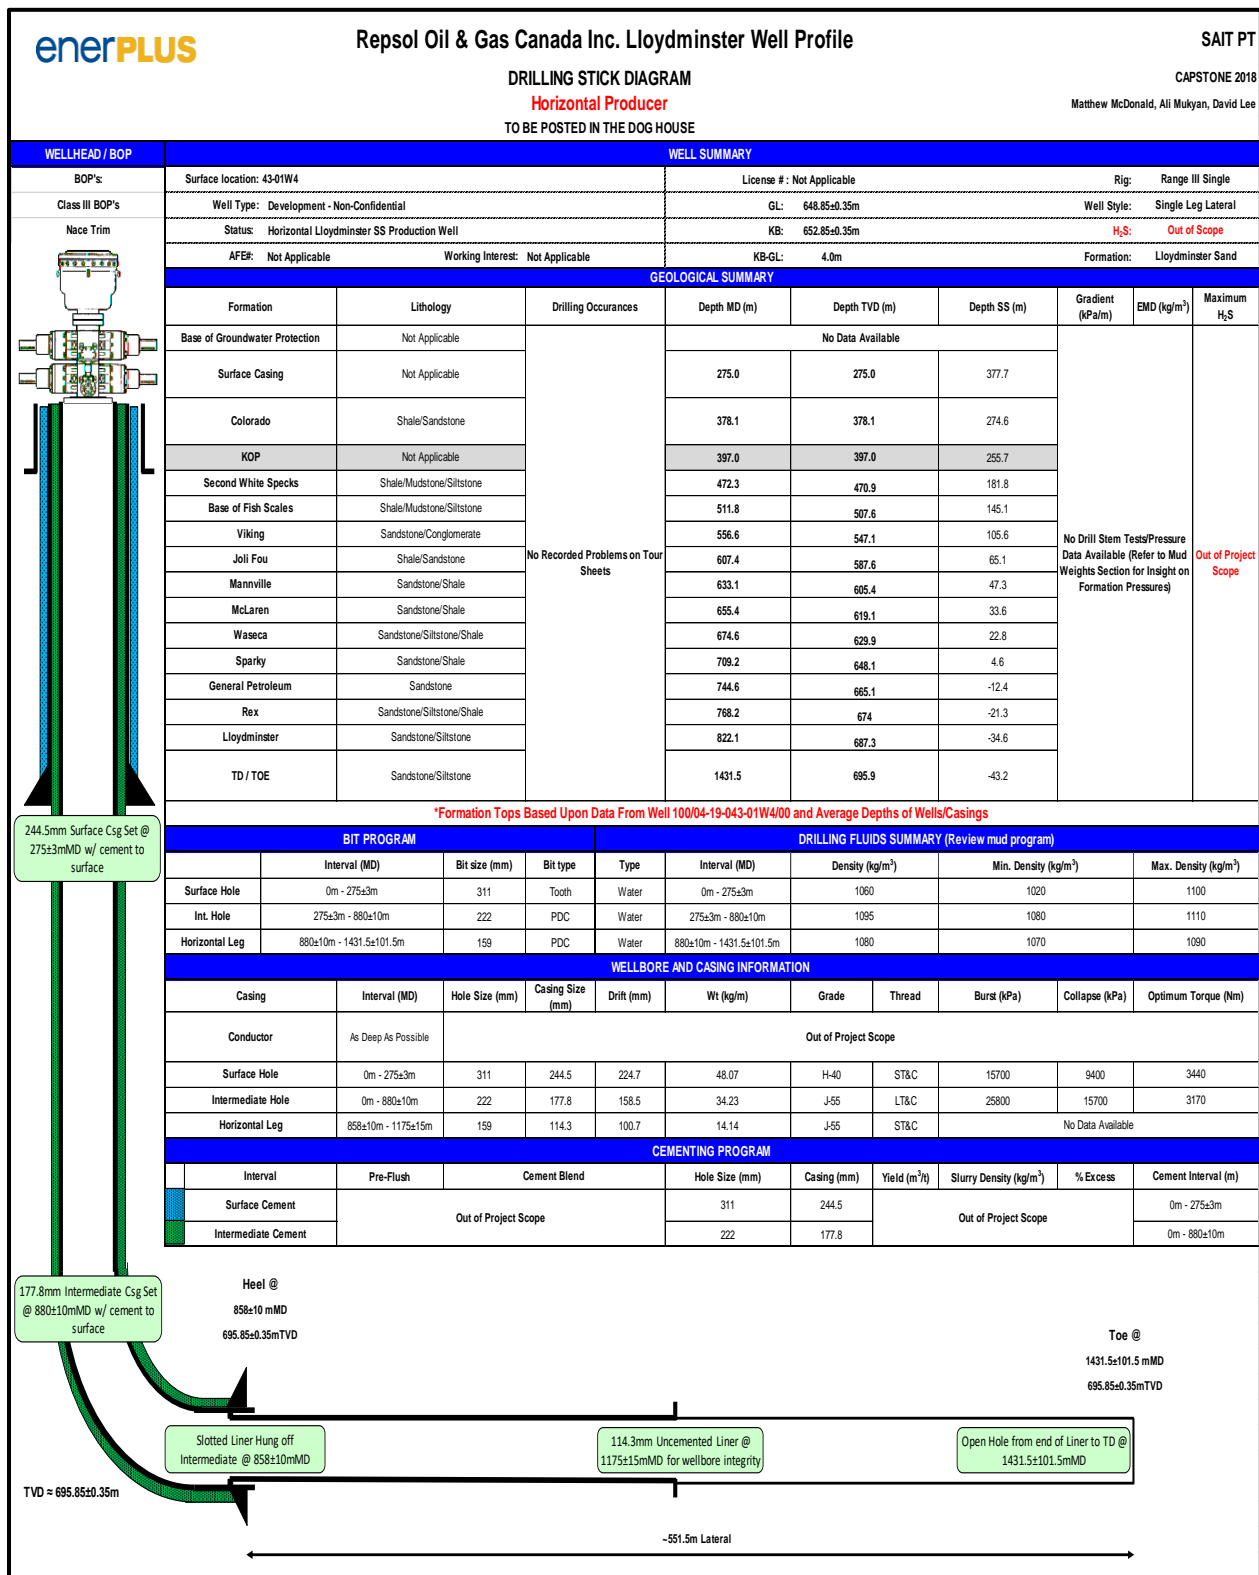 enerPLUS
Repsol Oil & Gas Canada Inc. Lloydminster Well Profile
SAIT PT
DRILLING STICK DIAGRAM
CAPSTONE 2018
Horizontal Producer
Matthew McDonald, Ali Mukyan, David Lee
TO BE POSTED IN THE DOG HOUSE
WELLHEAD / BOP
WELL SUMMARY
BOP's:
Surface location: 43-01W4
License # : Not Applicable
Rig: Range III Single
Class III BOP's
Well Type: Development - Non-Confidential
GL: 648.85±0.35m
Well Style: Single Leg Lateral
Nace Trim
Status: Horizontal Lloydminster SS Production Well
KB: 652.85±0.35m
H₂S: Out of Scope
AFE#: Not Applicable
Working Interest: Not Applicable
KB-GL: 4.0m
Formation: Lloydminster Sand
GEOLOGICAL SUMMARY
Formation Lithology Drilling Occurances Depth MD (m) Depth TVD (m) Depth SS (m) Gradient (kPa/m) EMD (kg/m³) Maximum H₂S
Base of Groundwater Protection Not Applicable No Data Available
Surface Casing Not Applicable 275.0 275.0 377.7
Colorado Shale/Sandstone 378.1 378.1 274.6
KOP Not Applicable 397.0 397.0 255.7
Second White Specks Shale/Mudstone/Siltstone 472.3 470.9 181.8
Base of Fish Scales Shale/Mudstone/Siltstone 511.8 507.6 145.1
Viking Sandstone/Conglomerate 556.6 547.1 105.6
Joli Fou Shale/Sandstone 607.4 587.6 65.1
Mannville Sandstone/Shale 633.1 605.4 47.3
McLaren Sandstone/Shale 655.4 619.1 33.6
Waseca Sandstone/Siltstone/Shale 674.6 629.9 22.8
Sparky Sandstone/Shale 709.2 648.1 4.6
General Petroleum Sandstone 744.6 665.1 -12.4
Rex Sandstone/Siltstone/Shale 768.2 674 -21.3
Lloydminster Sandstone/Siltstone 822.1 687.3 -34.6
TD / TOE Sandstone/Siltstone 1431.5 695.9 -43.2
No Recorded Problems on Tour
Sheets
No Drill Stem Tests/Pressure
Data Available (Refer to Mud
Weights Section for Insight on
Formation Pressures)
Out of Project
Scope
*Formation Tops Based Upon Data From Well 100/04-19-043-01W4/00 and Average Depths of Wells/Casings
244.5mm Surface Csg Set @
275±3mMD w/ cement to
surface
BIT PROGRAM
DRILLING FLUIDS SUMMARY (Review mud program)
Interval (MD) Bit size (mm) Bit type Type Interval (MD) Density (kg/m³) Min. Density (kg/m³) Max. Density (kg/m³)
Surface Hole 0m - 275±3m 311 Tooth Water 0m - 275±3m 1060 1020 1100
Int. Hole 275±3m - 880±10m 222 PDC Water 275±3m - 880±10m 1095 1080 1110
Horizontal Leg 880±10m - 1431.5±101.5m 159 PDC Water 880±10m - 1431.5±101.5m 1080 1070 1090
WELLBORE AND CASING INFORMATION
Casing Interval (MD) Hole Size (mm) Casing Size (mm) Drift (mm) Wt (kg/m) Grade Thread Burst (kPa) Collapse (kPa) Optimum Torque (Nm)
Conductor As Deep As Possible Out of Project Scope
Surface Hole 0m - 275±3m 311 244.5 224.7 48.07 H-40 ST&C 15700 9400 3440
Intermediate Hole 0m - 880±10m 222 177.8 158.5 34.23 J-55 LT&C 25800 15700 3170
Horizontal Leg 858±10m - 1175±15m 159 114.3 100.7 14.14 J-55 ST&C No Data Available
CEMENTING PROGRAM
Interval Pre-Flush Cement Blend Hole Size (mm) Casing (mm) Yield (m³/t) Slurry Density (kg/m³) % Excess Cement Interval (m)
Surface Cement 311 244.5 0m - 275±3m
Out of Project Scope Out of Project Scope
Intermediate Cement 222 177.8 0m - 880±10m
177.8mm Intermediate Csg Set
@ 880±10mMD w/ cement to
surface
Heel @
858±10 mMD
695.85±0.35mTVD
Toe @
1431.5±101.5 mMD
695.85±0.35mTVD
Slotted Liner Hung off
Intermediate @ 858±10mMD
114.3mm Uncemented Liner @
1175±15mMD for wellbore integrity
Open Hole from end of Liner to TD @
1431.5±101.5mMD
TVD ≈ 695.85±0.35m
~551.5m Lateral